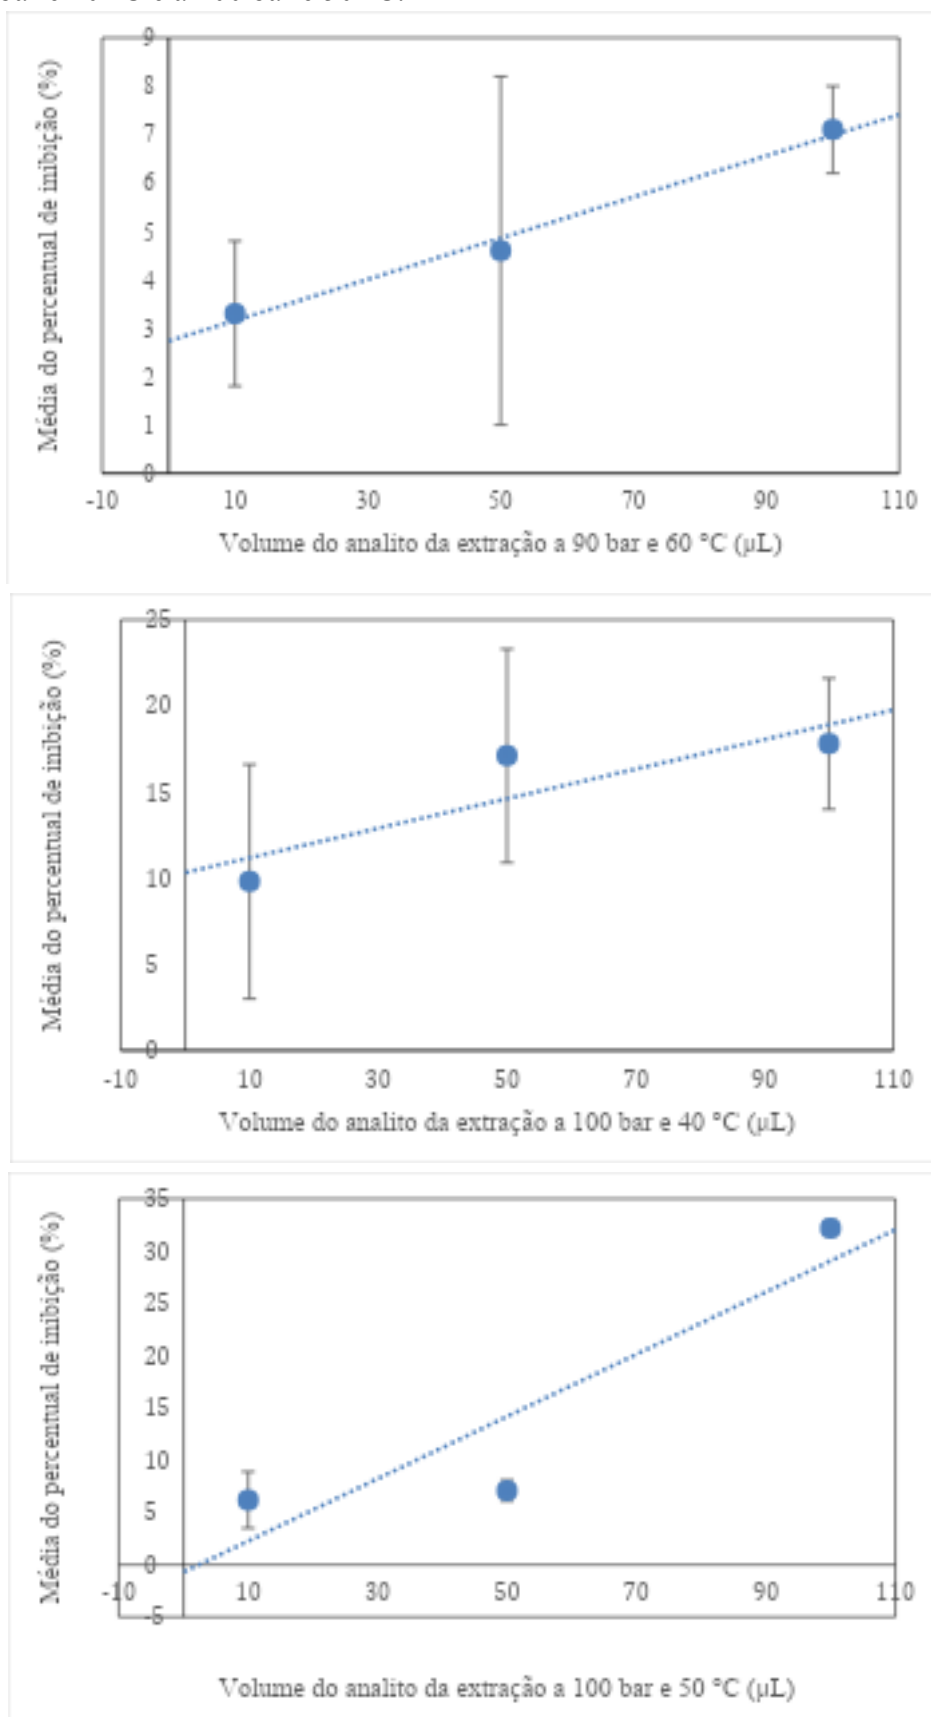 Média do percentual de inibição (%)
9
8
7
6
5
4
3
2
1
0
-10 10 30 50 70 90 110
Volume do analito da extração a 90 bar e 60 °C (µL)
Média do percentual de inibição (%)
25
20
15
10
5
0
-10 10 30 50 70 90 110
Volume do analito da extração a 100 bar e 40 °C (µL)
Média do percentual de inibição (%)
35
30
25
20
15
10
5
0
-10 10 30 50 70 90 110
-5
Volume do analito da extração a 100 bar e 50 °C (µL)